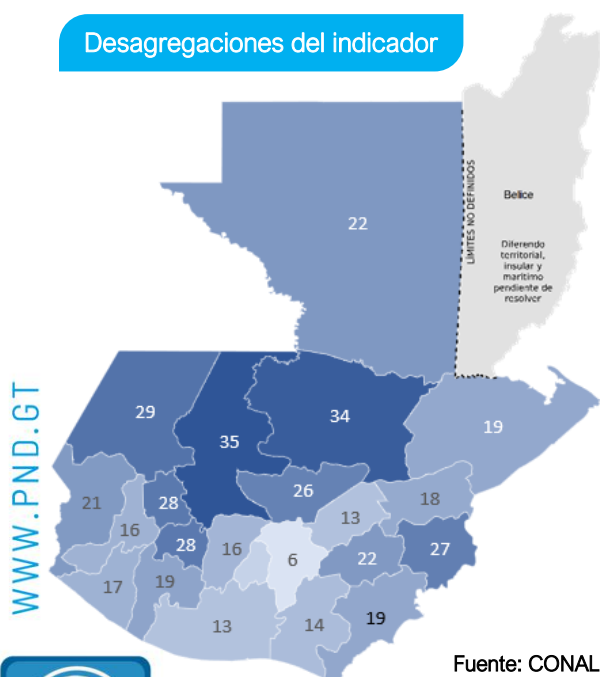 Desagregaciones del indicador
22
LÍMITES NO DEFINIDOS
Belice
Diferendo
territorial,
insular y
marítimo
pendiente de
resolver
29
35
34
19
21
28
26
18
16
13
28
16
6
22
27
17
19
13
14
19
WWW.PND.GT
Fuente: CONAL